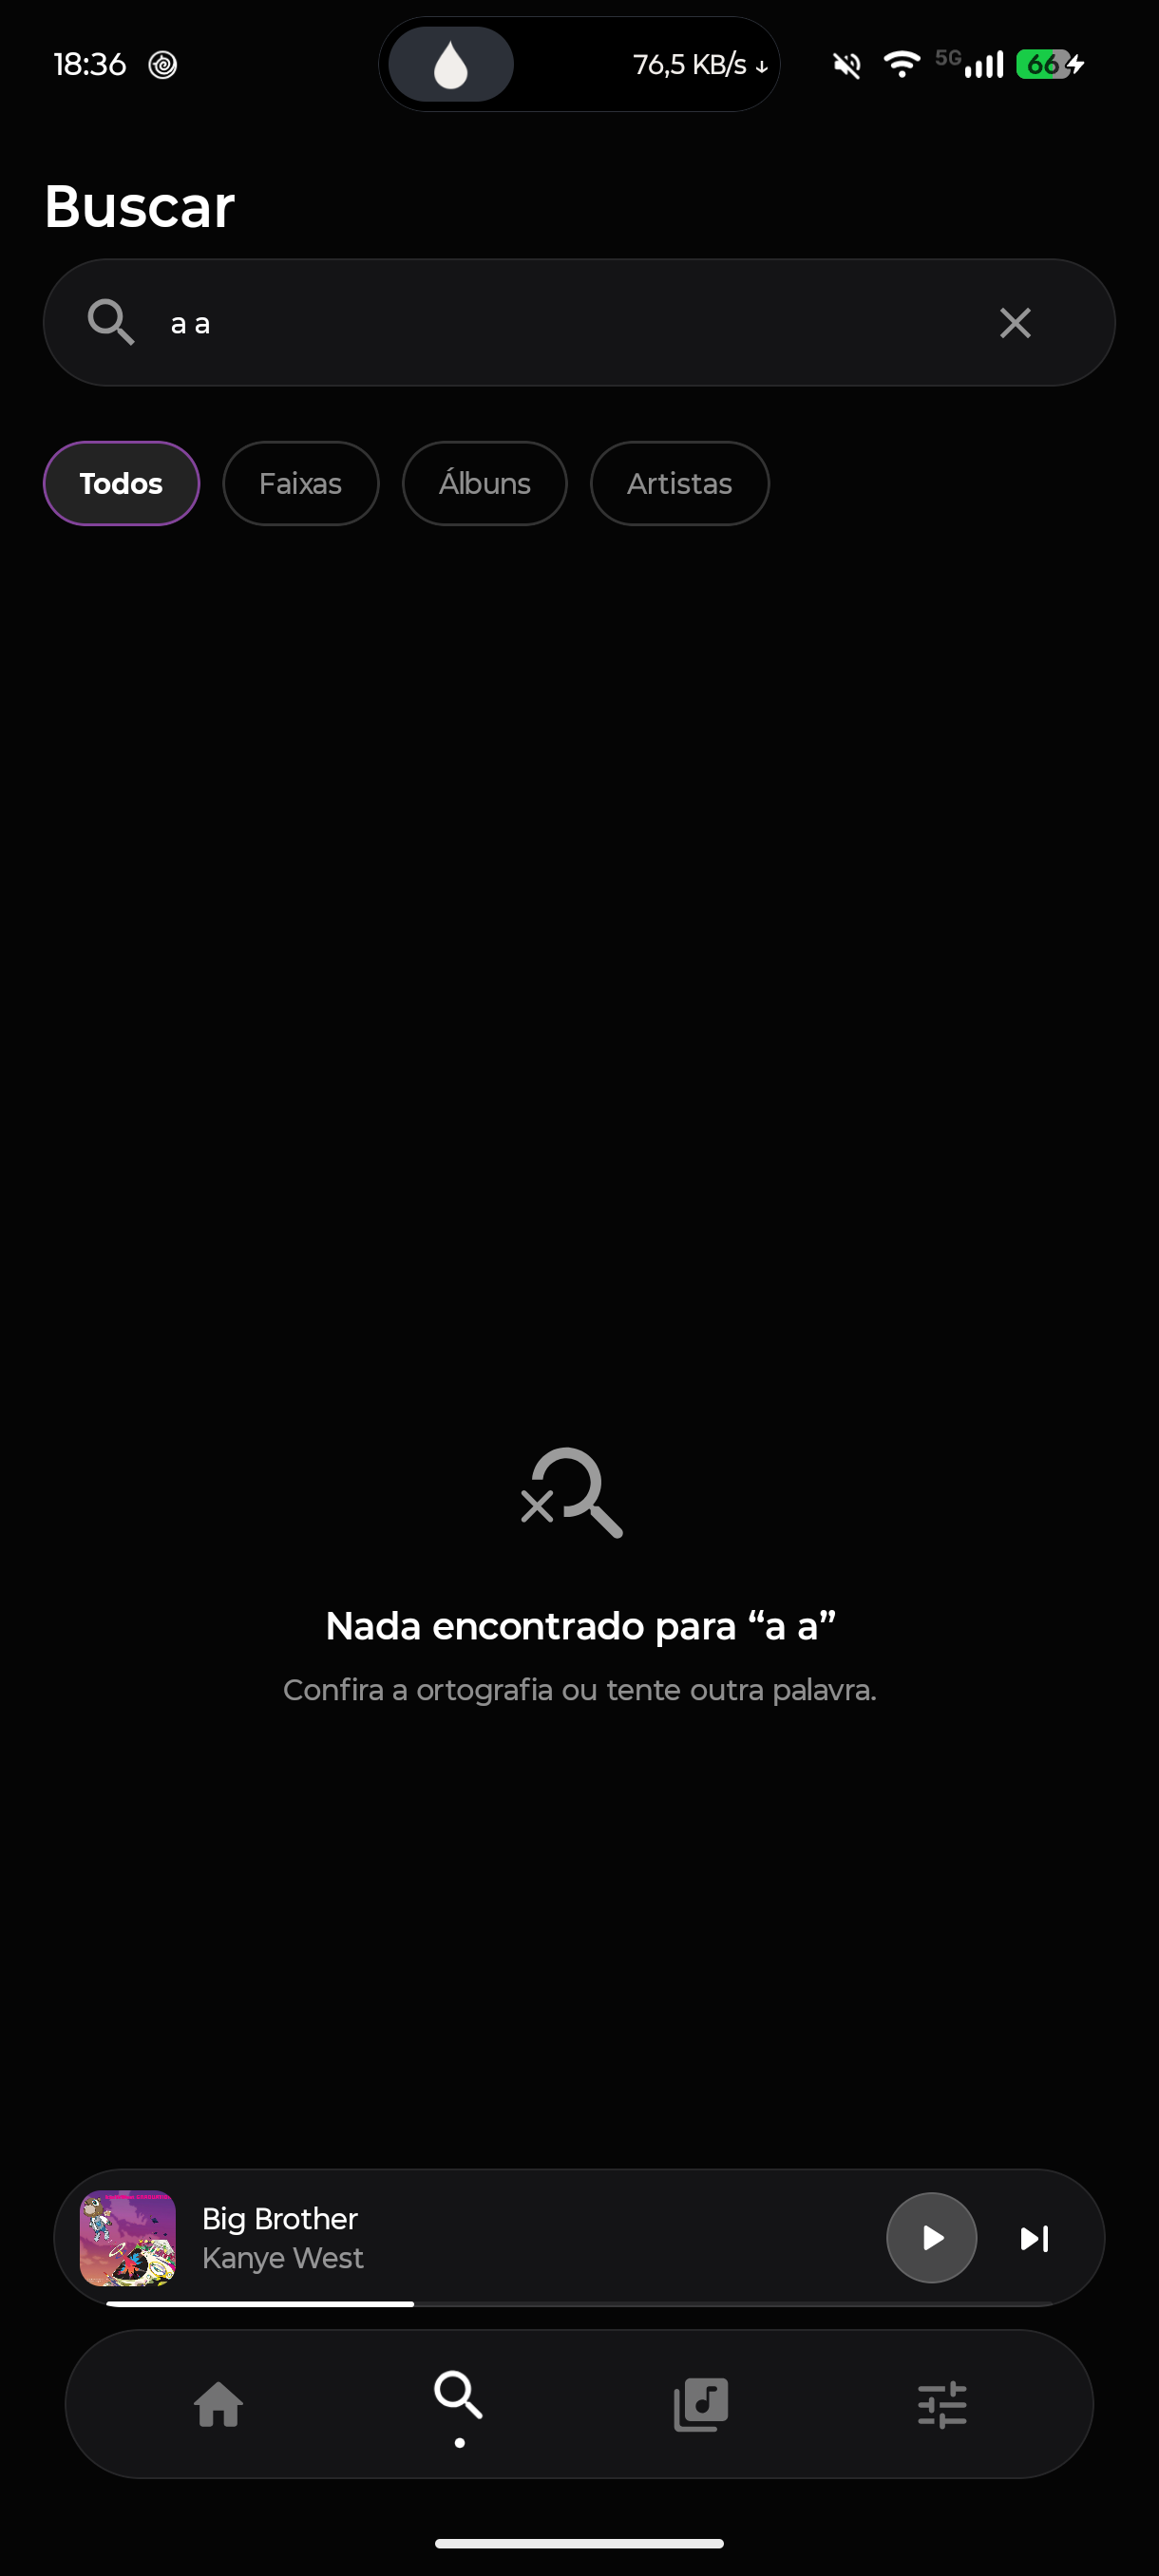 18:36
76,5 KB/s ↓
5G
66
Buscar
a a
Todos
Faixas
Álbuns
Artistas
Nada encontrado para “a a”
Confira a ortografia ou tente outra palavra.
Big Brother
Kanye West